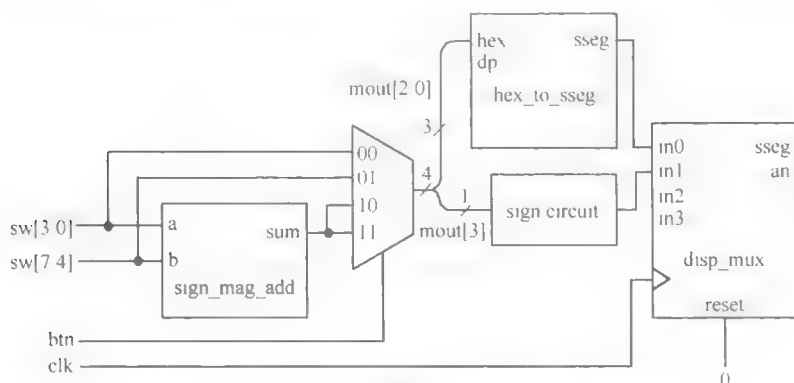 hex
sseg
dp
mout[2 0]
hex_to_sseg
3
00
in0
sseg
01
in1
an
4
1
10
in2
sw[3 0]
a
sum
sign circuit
in3
11
mout[3]
sw[7 4]
b
disp_mux
sign_mag_add
reset
btn
clk
0